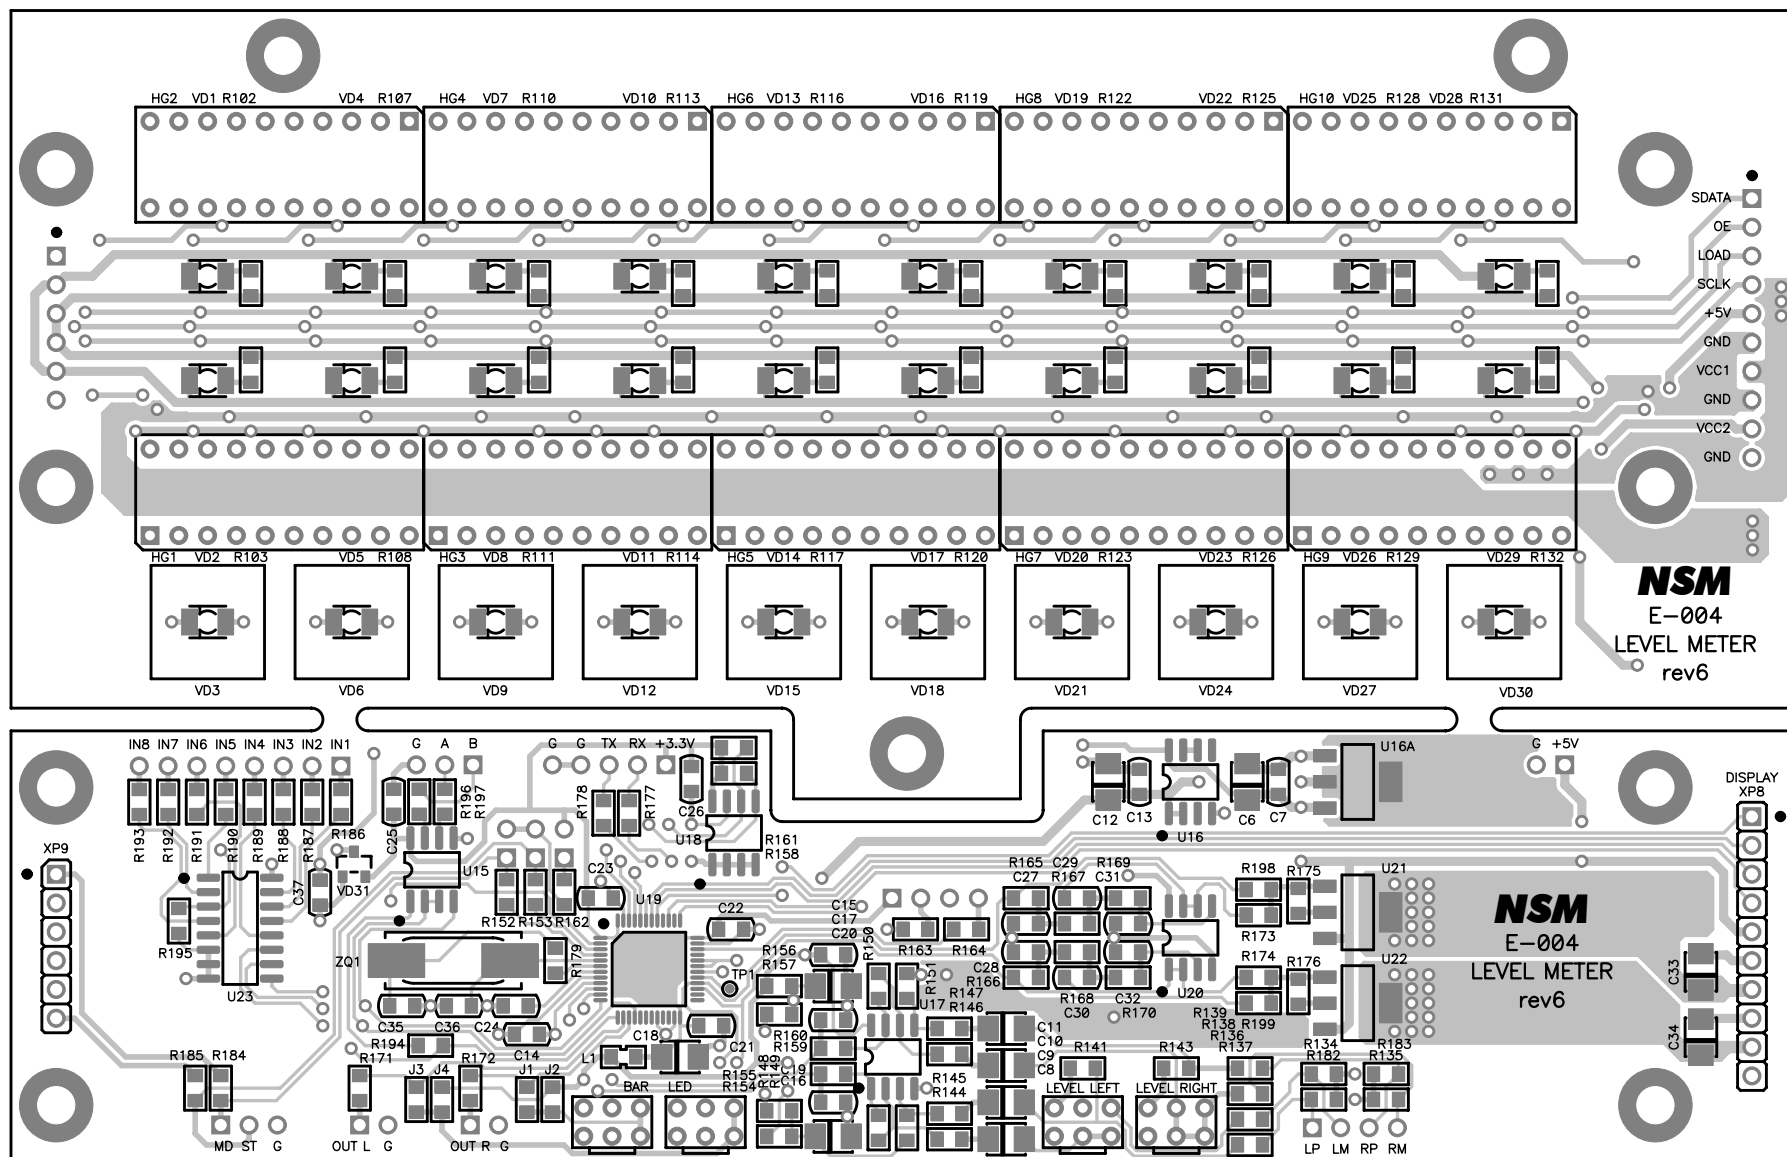 HG2 VD1 R102 VD4 R107 HG4 VD7 R110 VD10 R113 HG6 VD13 R116 VD16 R119 HG8 VD19 R122 VD22 R125 HG10 VD25 R128 VD28 R131
SDATA
OE
LOAD
SCLK
+5V
GND
VCC1
GND
VCC2
GND
HG1 VD2 R103 VD5 R108 HG3 VD8 R111 VD11 R114 HG5 VD14 R117 VD17 R120 HG7 VD20 R123 VD23 R126 HG9 VD26 R129 VD29 R132
NSM
E-004
LEVEL METER
rev6
VD3 VD6 VD9 VD12 VD15 VD18 VD21 VD24 VD27 VD30
IN8 IN7 IN6 IN5 IN4 IN3 IN2 IN1 G A B G G TX RX +3.3V
U16A G +5V
DISPLAY
XP8
R193 R192 R191 R190 R189 R188 R187 R186 C25 R196 R197 R178 R177 C26 U18 R161
R158
C12 C13 U16 C6 C7
XP9
R195 U23 C37 VD31 U15
R152 R153 R162 C23 U19 C22
ZQ1 R179 TP1
C35 C36 C24 C14
R194 R185 R184 R171 R172
J3 J4 J1 J2
L1 C18 C21
BAR LED
C15
C17
C20
R156
R157
R150 R151 U17
R163 R164
R147
R146
R160
R159
C19
C16
R148 R149
R155
R154
R145
R144
C11
C10
C9
C8
R165 C29 R169
C27 R167 C31
C28
R166
R168 C32
C30 R170
U20
R198 R175 U21
R173
R174 R176 U22
R139
R138 R199
R136
R137
R134 R183
R182 R135
R141 R143
LEVEL LEFT LEVEL RIGHT
NSM
E-004
LEVEL METER
rev6
C33
C34
MD ST G OUT L G OUT R G LP LM RP RM